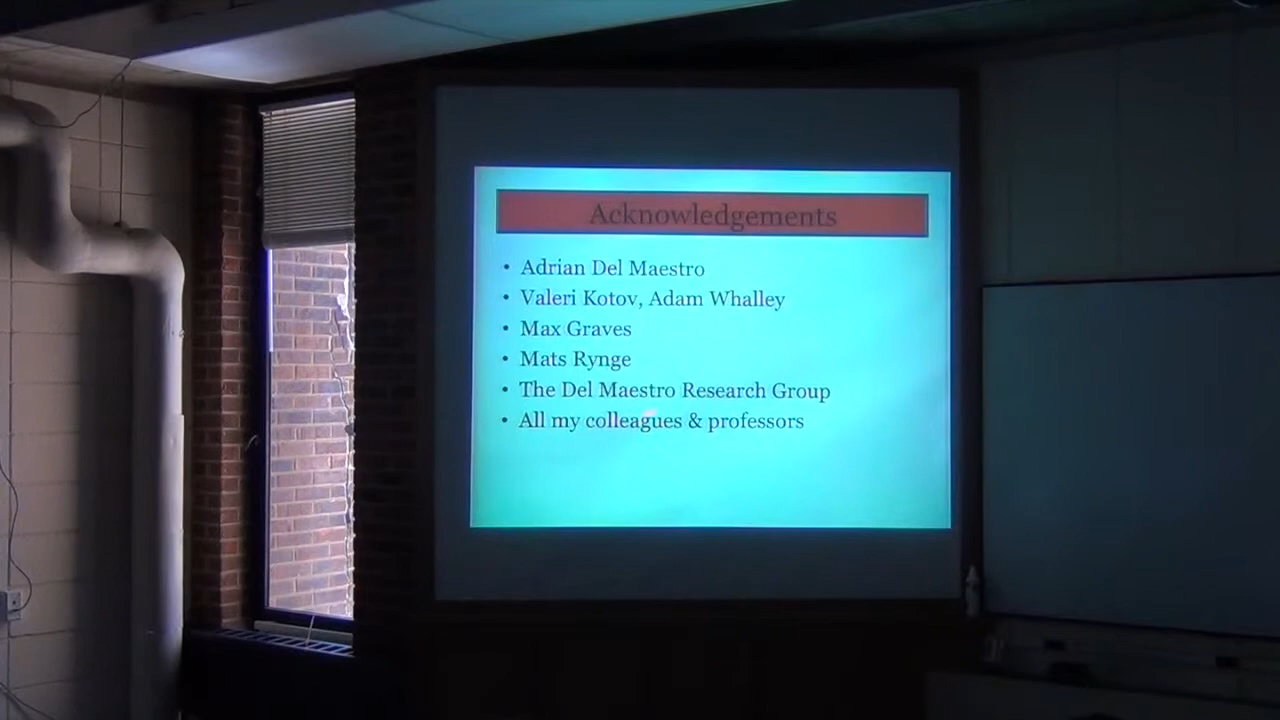 Acknowledgements
• Adrian Del Maestro
• Valeri Kotov, Adam Whalley
• Max Graves
• Mats Rynge
• The Del Maestro Research Group
• All my colleagues & professors